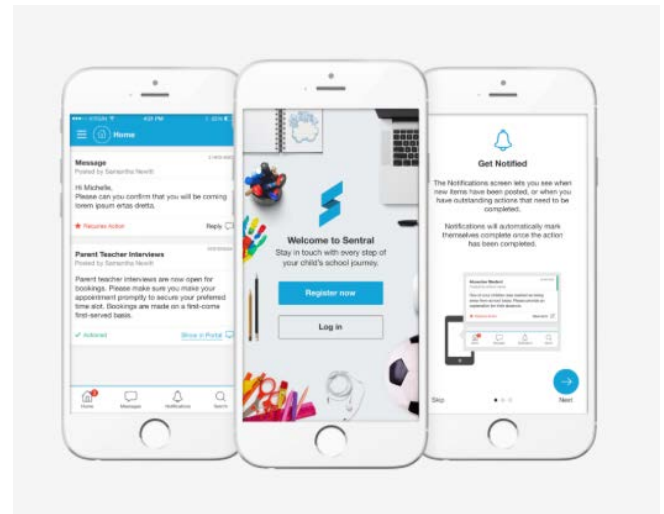 4:21 PM
Home
Message
Posted by Samantha Newitt
Hi Michelle,
Please can you confirm that you will be coming
lorem ipsum ertas dretta.
Requires Action
Reply
Parent Teacher Interviews
Posted by Samantha Newitt
Parent teacher interviews are now open for
bookings. Please make sure you make your
appointment promptly to secure your preferred
time slot. Bookings are made on a first-come
first-served basis.
Actioned
Show in Portal
Home
Messages
Notifications
Search
Welcome to Sentral
Stay in touch with every step of
your child's school journey.
Register now
Log in
Get Notified
The Notifications screen lets you see when
new items have been posted, or when you
have outstanding actions that need to be
completed.
Notifications will automatically mark
themselves complete once the action
has been completed.
Skip
Next